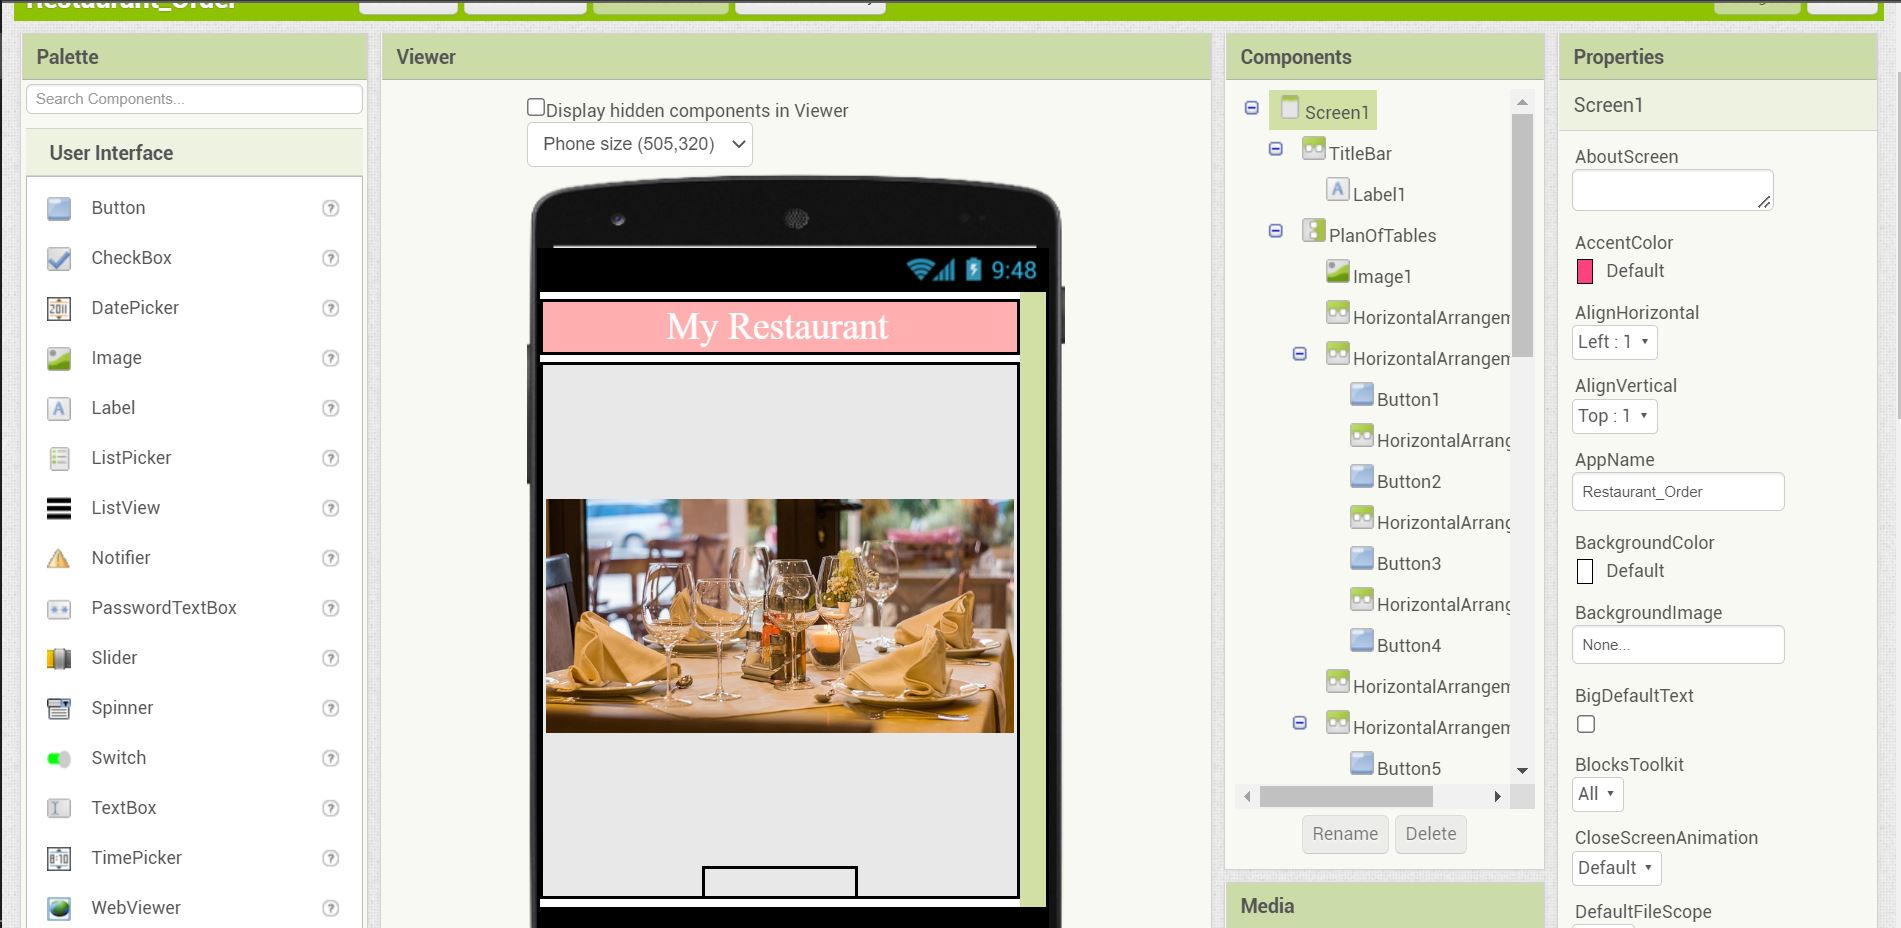 Restaurant_Order
Palette
Search Components...
User Interface
Button
CheckBox
DatePicker
Image
Label
ListPicker
ListView
Notifier
PasswordTextBox
Slider
Spinner
Switch
TextBox
TimePicker
WebViewer
Viewer
Display hidden components in Viewer
Phone size (505,320)
9:48
My Restaurant
Components
Screen1
TitleBar
Label1
PlanOfTables
Image1
HorizontalArrangem
HorizontalArrangem
Button1
HorizontalArrang
Button2
HorizontalArrang
Button3
HorizontalArrang
Button4
HorizontalArrangem
HorizontalArrangem
Button5
Rename
Delete
Media
Properties
Screen1
AboutScreen
AccentColor
Default
AlignHorizontal
Left : 1
AlignVertical
Top : 1
AppName
Restaurant_Order
BackgroundColor
Default
BackgroundImage
None...
BigDefaultText
BlocksToolkit
All
CloseScreenAnimation
Default
DefaultFileScope